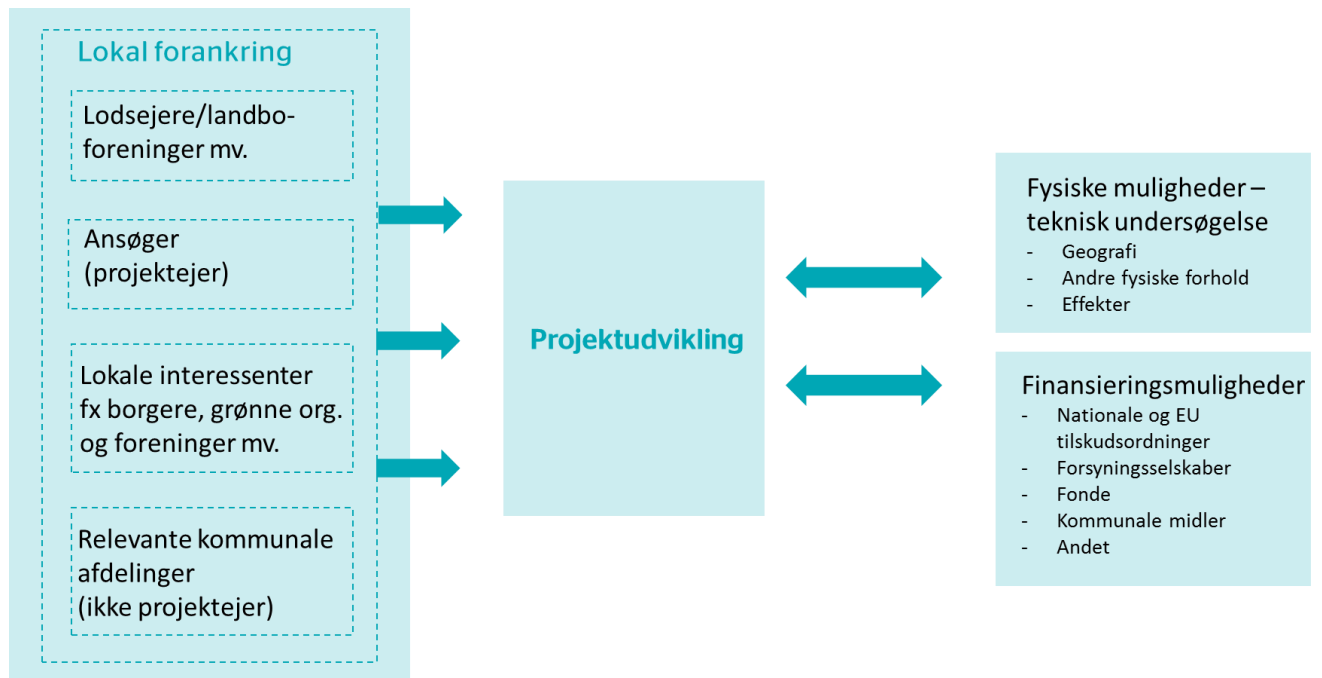 Lokal forankring
Lodsejere/landbo-
foreninger mv.
Ansøger
(projektejer)
Lokale interessenter
fx borgere, grønne org.
og foreninger mv.
Relevante kommunale
afdelinger
(ikke projektejer)
Projektudvikling
Fysiske muligheder –
teknisk undersøgelse
- Geografi
- Andre fysiske forhold
- Effekter
Finansieringsmuligheder
- Nationale og EU
tilskudsordninger
- Forsyningsselskaber
- Fonde
- Kommunale midler
- Andet